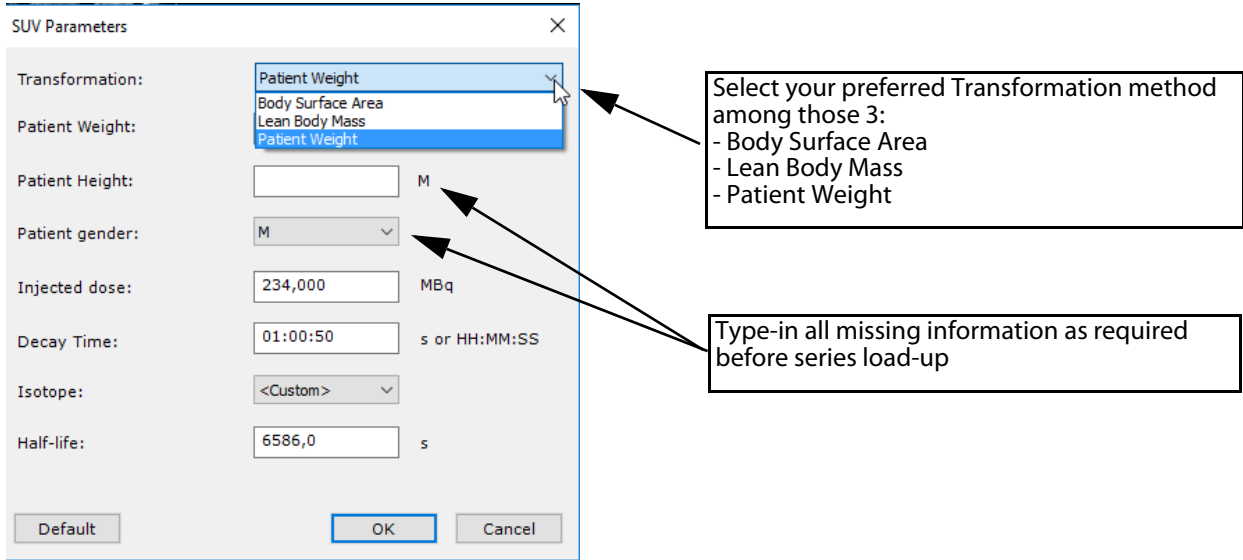 SUV Parameters
Transformation: Patient Weight
Body Surface Area
Lean Body Mass
Patient Weight
Patient Weight:
Patient Height: M
Patient gender: M
Injected dose: 234,000 MBq
Decay Time: 01:00:50 s or HH:MM:SS
Isotope: <Custom>
Half-life: 6586,0 s
Default OK Cancel
Select your preferred Transformation method
among those 3:
- Body Surface Area
- Lean Body Mass
- Patient Weight
Type-in all missing information as required
before series load-up